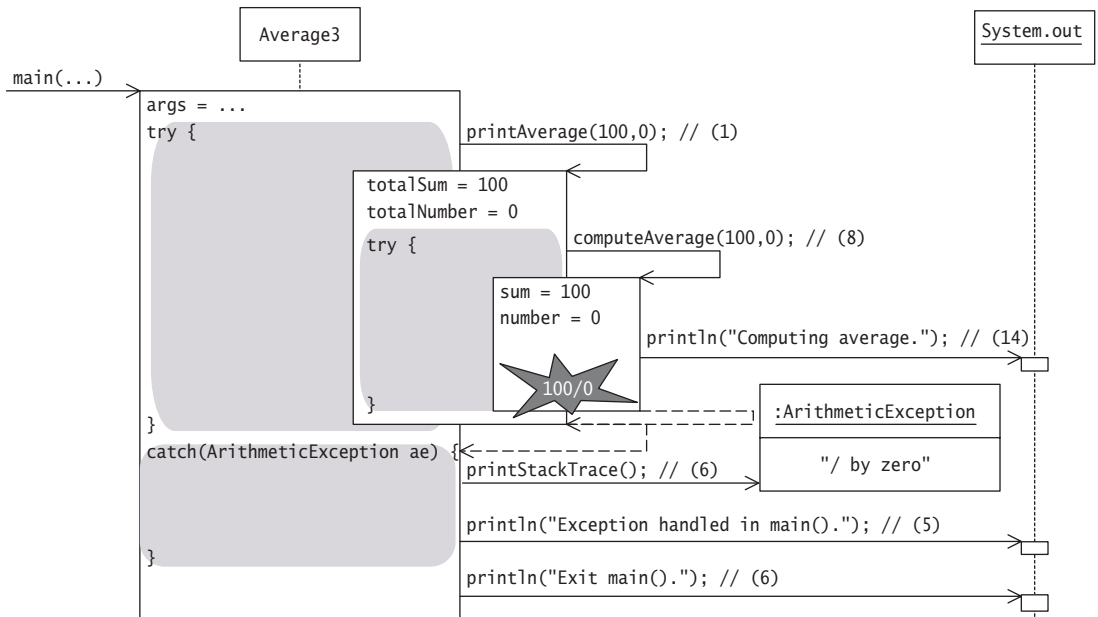 Average3
System.out
main(...)
args = ...
try {
printAverage(100,0); // (1)
totalSum = 100
totalNumber = 0
try {
computeAverage(100,0); // (8)
sum = 100
number = 0
println("Computing average."); // (14)
100/0
}
:ArithmeticException
}
catch(ArithmeticException ae) {
"/ by zero"
printStackTrace(); // (6)
println("Exception handled in main()."); // (5)
}
println("Exit main()."); // (6)